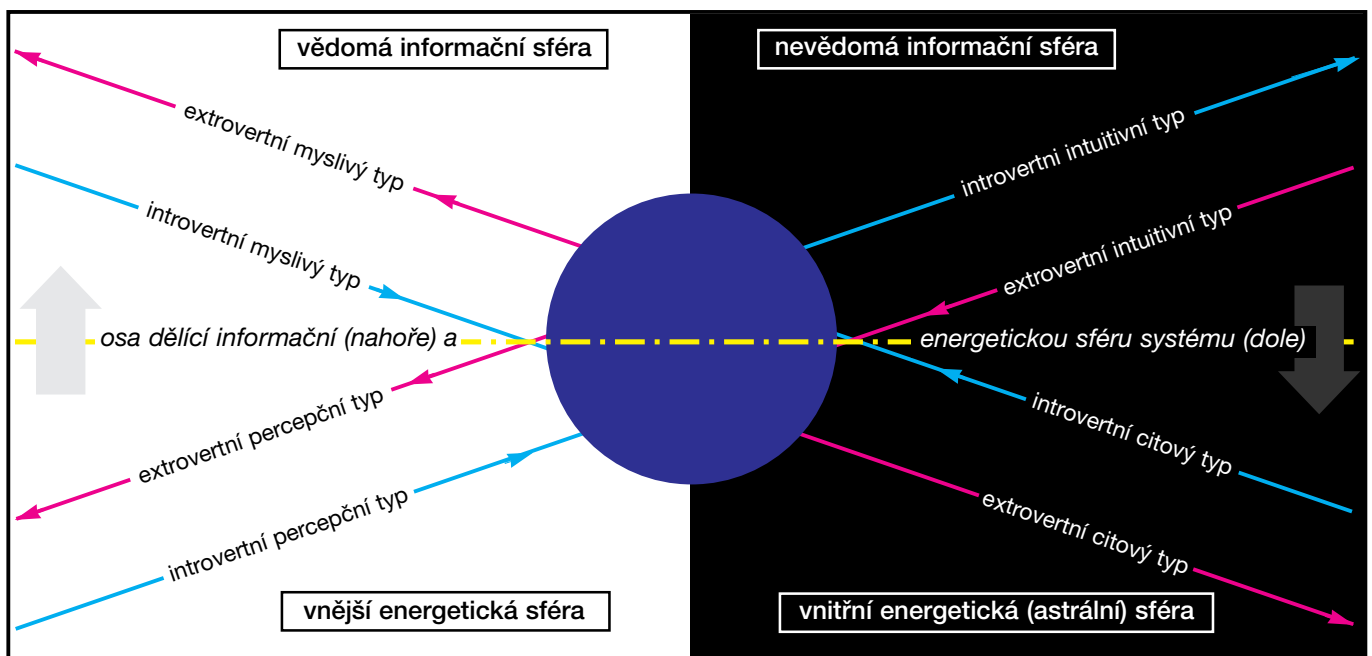 vědomá informační sféra
nevědomá informační sféra
extrovertní myslivý typ
introvertni intuitivní typ
introvertní myslivý typ
extrovertní intuitivní typ
osa dělící informační (nahoře) a energetickou sféru systému (dole)
extrovertní percepční typ
introvertní citový typ
introvertní percepční typ
extrovertní citový typ
vnější energetická sféra
vnitřní energetická (astrální) sféra